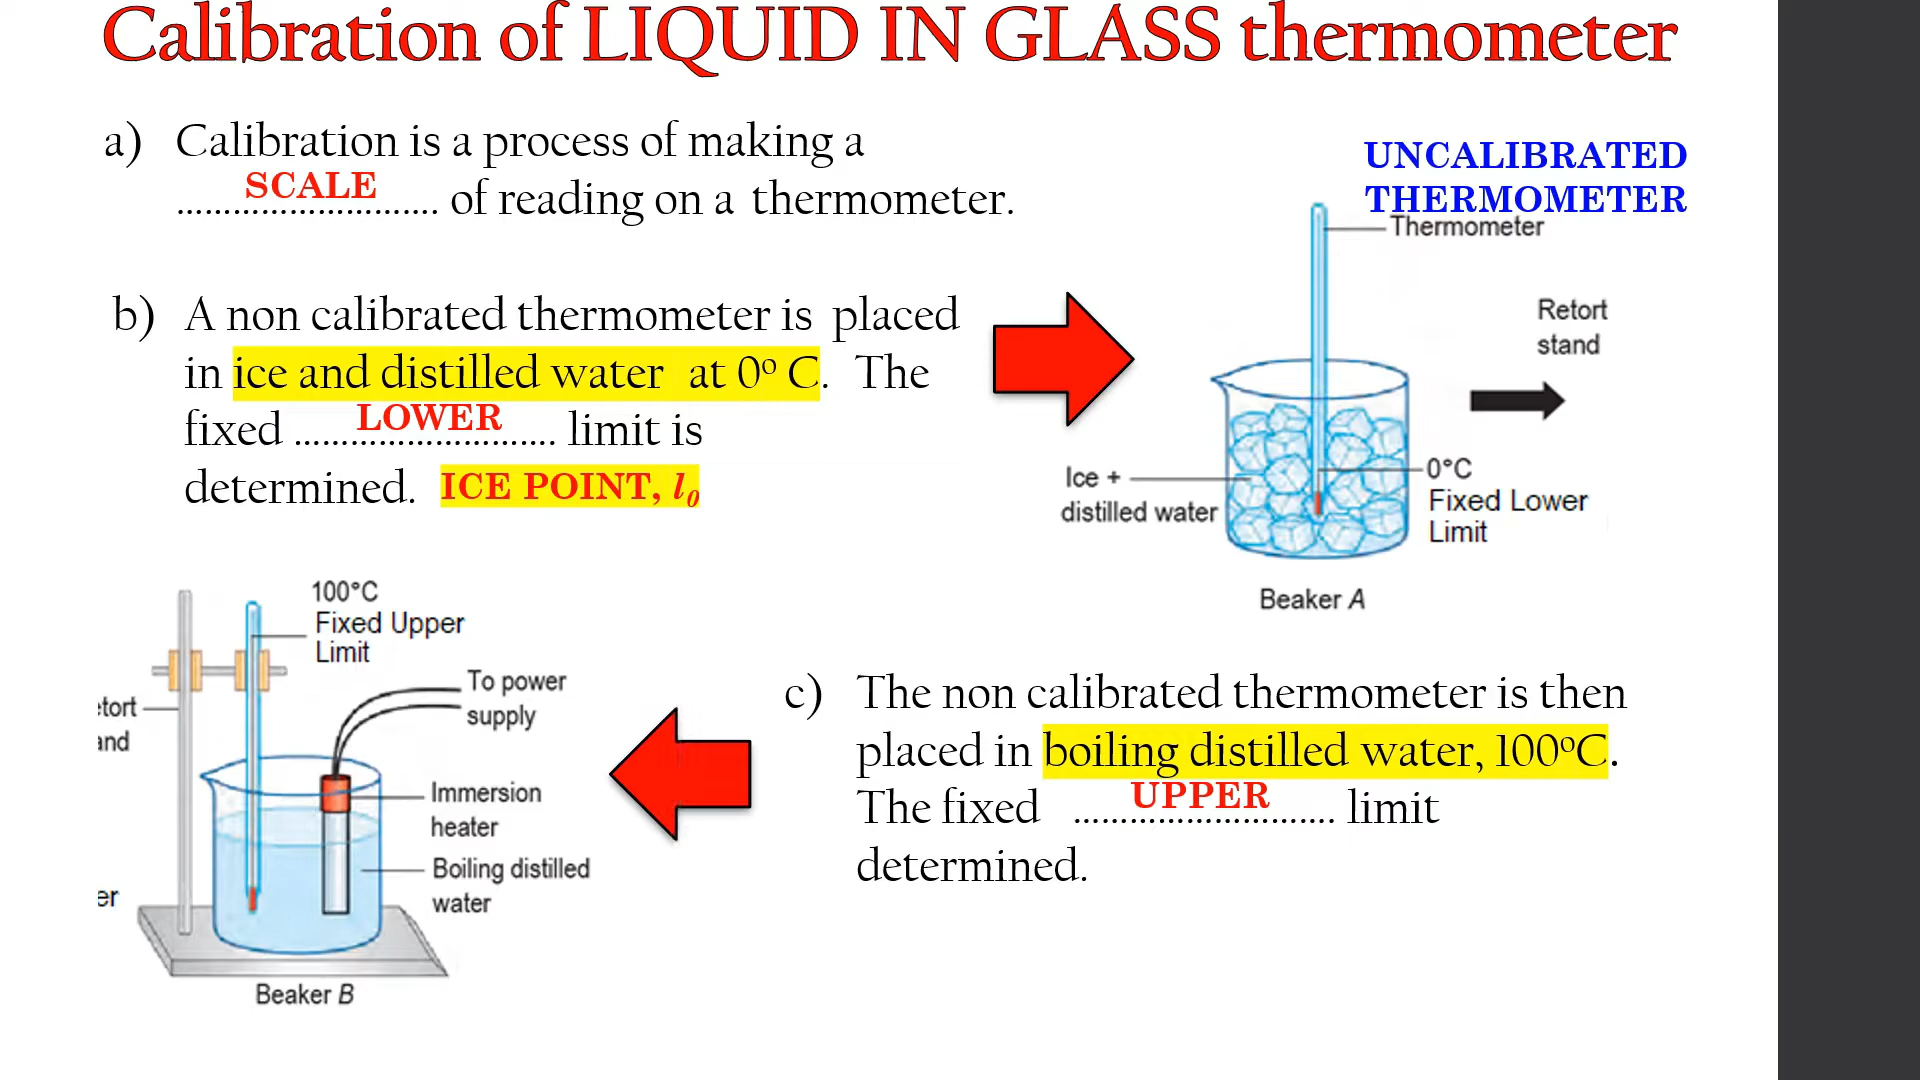 Calibration of LIQUID IN GLASS thermometer
a) Calibration is a process of making a
SCALE
........................... of reading on a thermometer.
UNCALIBRATED
THERMOMETER
Thermometer
b) A non calibrated thermometer is placed
in ice and distilled water at 0° C. The
LOWER
fixed ........................... limit is
determined. ICE POINT, l₀
Retort
stand
Ice +
distilled water
0°C
Fixed Lower
Limit
Beaker A
100°C
Fixed Upper
Limit
To power
supply
etort
and
Immersion
heater
Boiling distilled
water
er
Beaker B
c) The non calibrated thermometer is then
placed in boiling distilled water, 100°C.
UPPER
The fixed ........................... limit
determined.